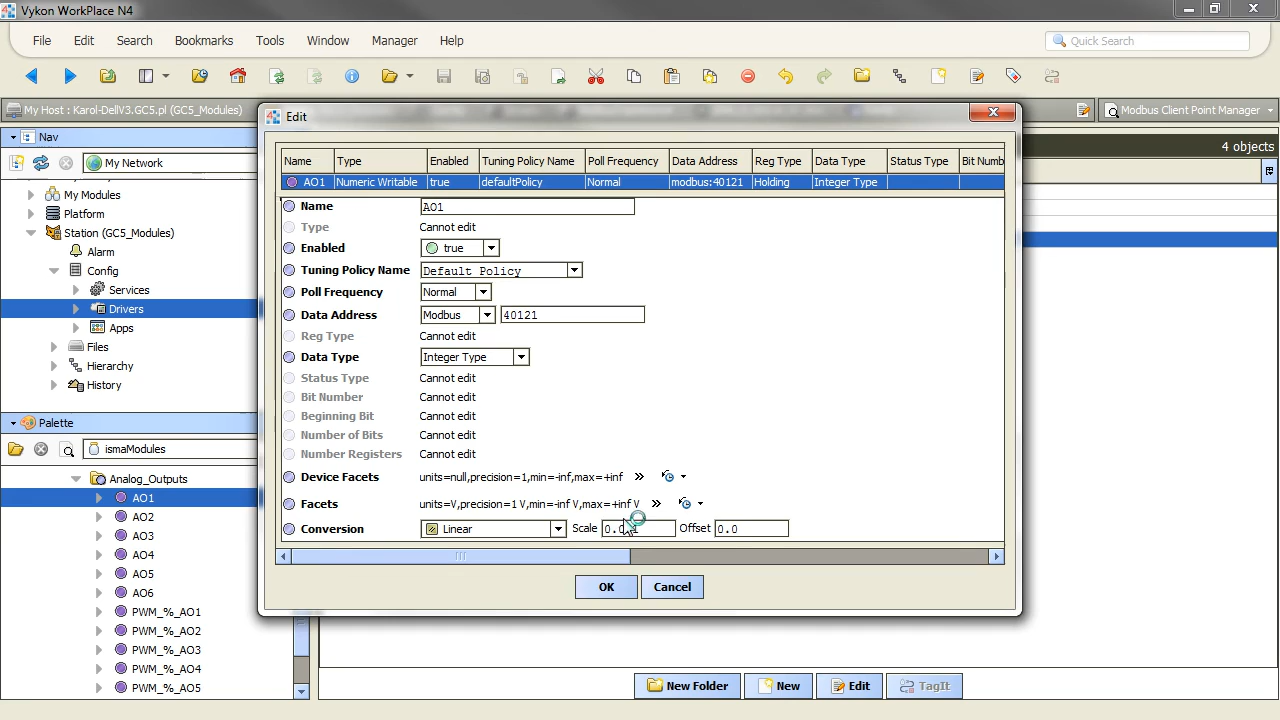 Vykon WorkPlace N4
File Edit Search Bookmarks Tools Window Manager Help
Quick Search
My Host : Karol-DellV3.GC5.pl (GC5_Modules)
Modbus Client Point Manager
Nav
My Network
4 objects
My Modules
Platform
Station (GC5_Modules)
Alarm
Config
Services
Drivers
Apps
Files
Hierarchy
History
Palette
ismaModules
Analog_Outputs
AO1
AO2
AO3
AO4
AO5
AO6
PWM_%_AO1
PWM_%_AO2
PWM_%_AO3
PWM_%_AO4
PWM_%_AO5
Edit
Name Type Enabled Tuning Policy Name Poll Frequency Data Address Reg Type Data Type Status Type Bit Numb
AO1 Numeric Writable true defaultPolicy Normal modbus:40121 Holding Integer Type
Name AO1
Type Cannot edit
Enabled true
Tuning Policy Name Default Policy
Poll Frequency Normal
Data Address Modbus 40121
Reg Type Cannot edit
Data Type Integer Type
Status Type Cannot edit
Bit Number Cannot edit
Beginning Bit Cannot edit
Number of Bits Cannot edit
Number Registers Cannot edit
Device Facets units=null,precision=1,min=-inf,max=+inf
Facets units=V,precision=1 V,min=-inf V,max=+inf V
Conversion Linear Scale Offset 0.0
OK Cancel
New Folder New Edit TagIt